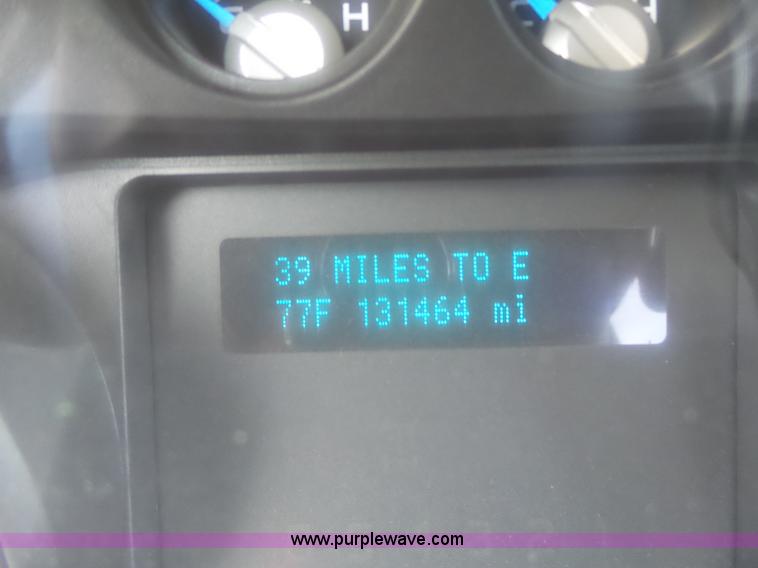 H H
39 MILES TO E
77F 131464 mi
www.purplewave.com